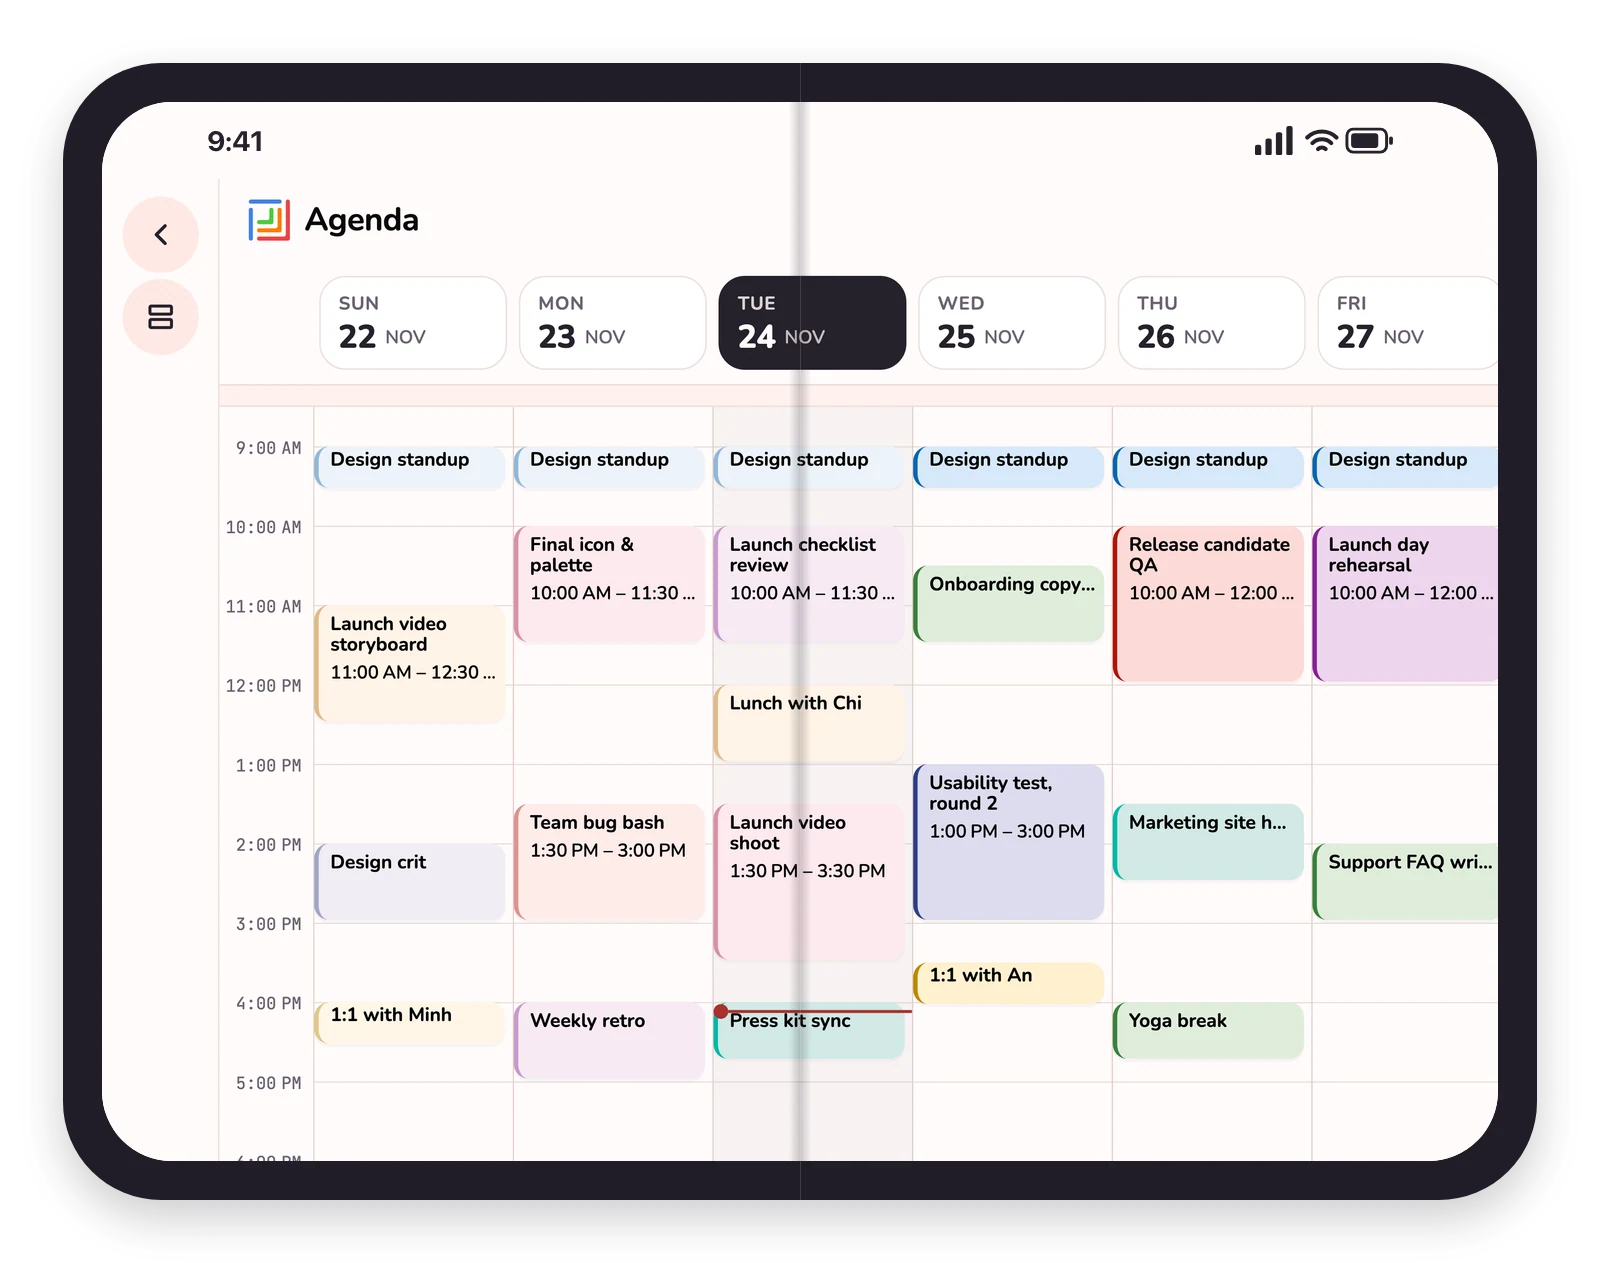 9:41
Agenda
SUN
22 NOV
MON
23 NOV
TUE
24 NOV
WED
25 NOV
THU
26 NOV
FRI
27 NOV
9:00 AM
10:00 AM
11:00 AM
12:00 PM
1:00 PM
2:00 PM
3:00 PM
4:00 PM
5:00 PM
Design standup
Launch video
storyboard
11:00 AM – 12:30 ...
Design crit
1:1 with Minh
Design standup
Final icon &
palette
10:00 AM – 11:30 ...
Team bug bash
1:30 PM – 3:00 PM
Weekly retro
Design standup
Launch checklist
review
10:00 AM – 11:30 ...
Lunch with Chi
Launch video
shoot
1:30 PM – 3:30 PM
Press kit sync
Design standup
Onboarding copy...
Usability test,
round 2
1:00 PM – 3:00 PM
1:1 with An
Design standup
Release candidate
QA
10:00 AM – 12:00 ...
Marketing site h...
Yoga break
Design standup
Launch day
rehearsal
10:00 AM – 12:00 ...
Support FAQ wri...